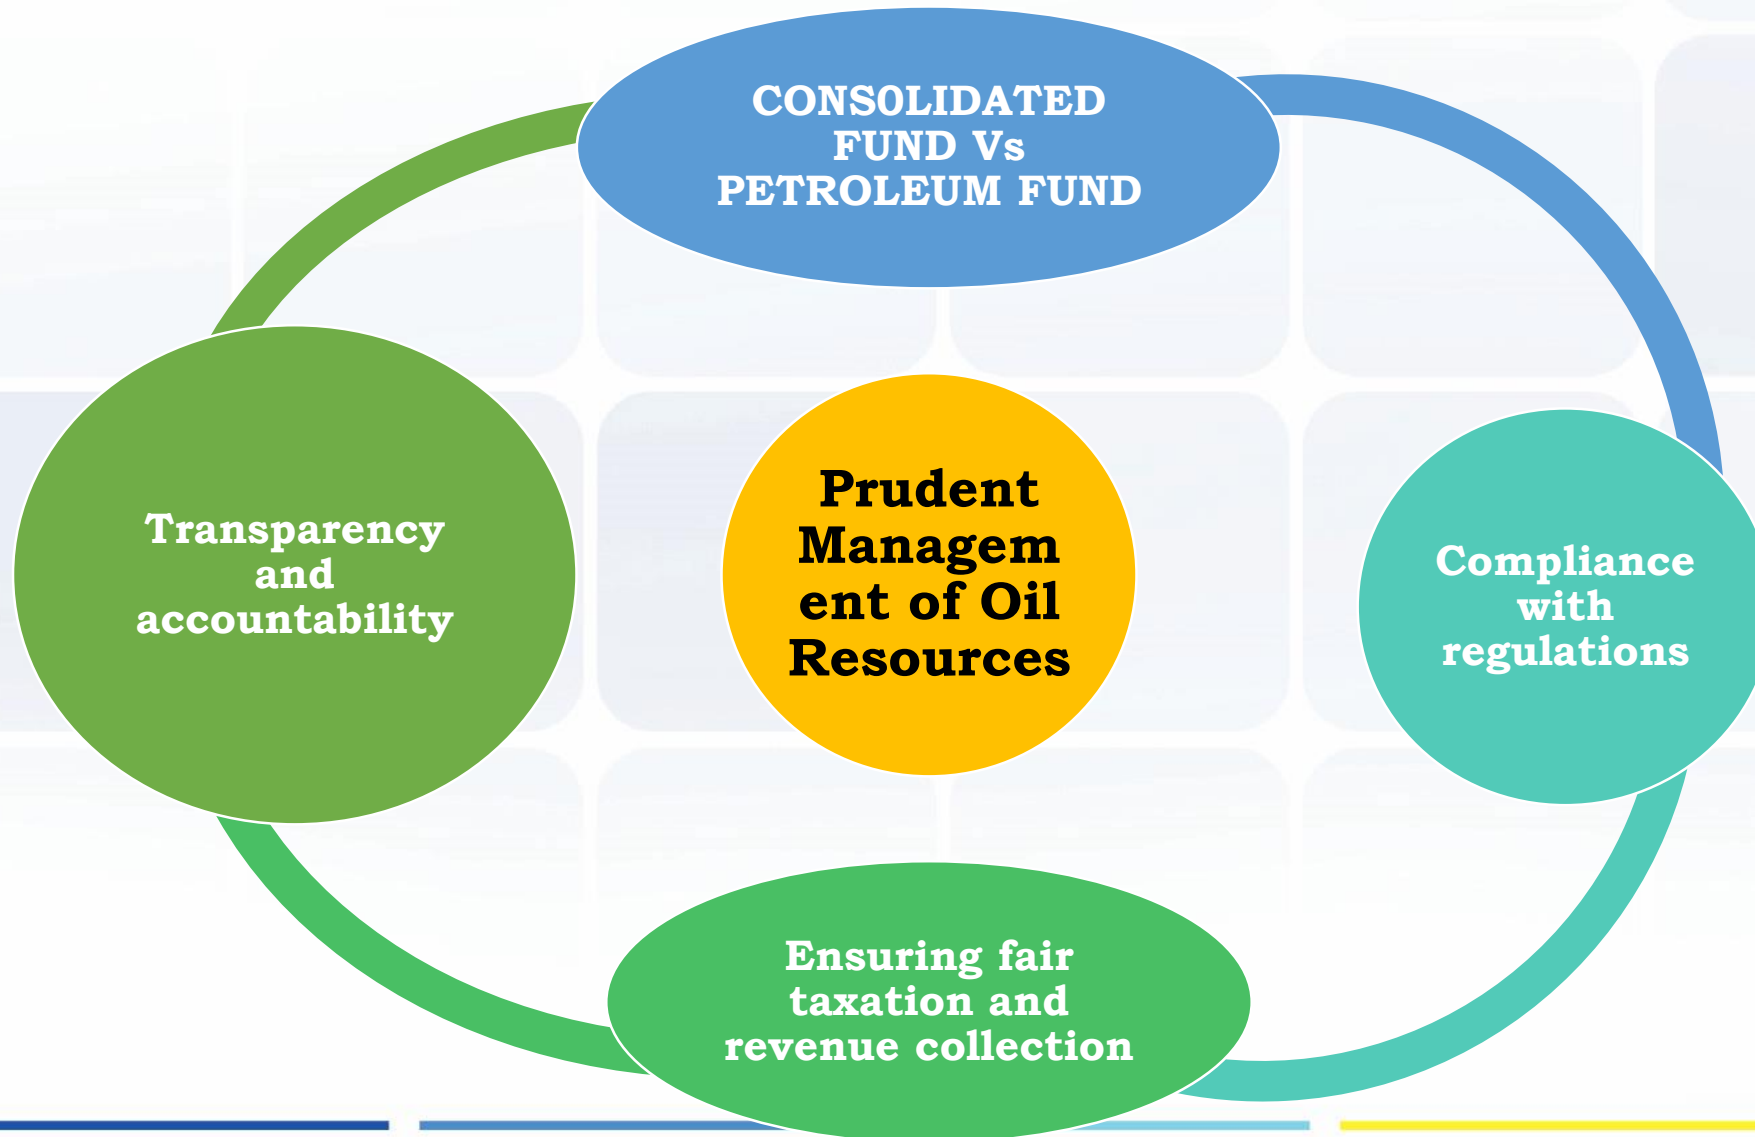 CONSOLIDATED
FUND Vs
PETROLEUM FUND
Transparency
and
accountability
Prudent
Managem
ent of Oil
Resources
Compliance
with
regulations
Ensuring fair
taxation and
revenue collection